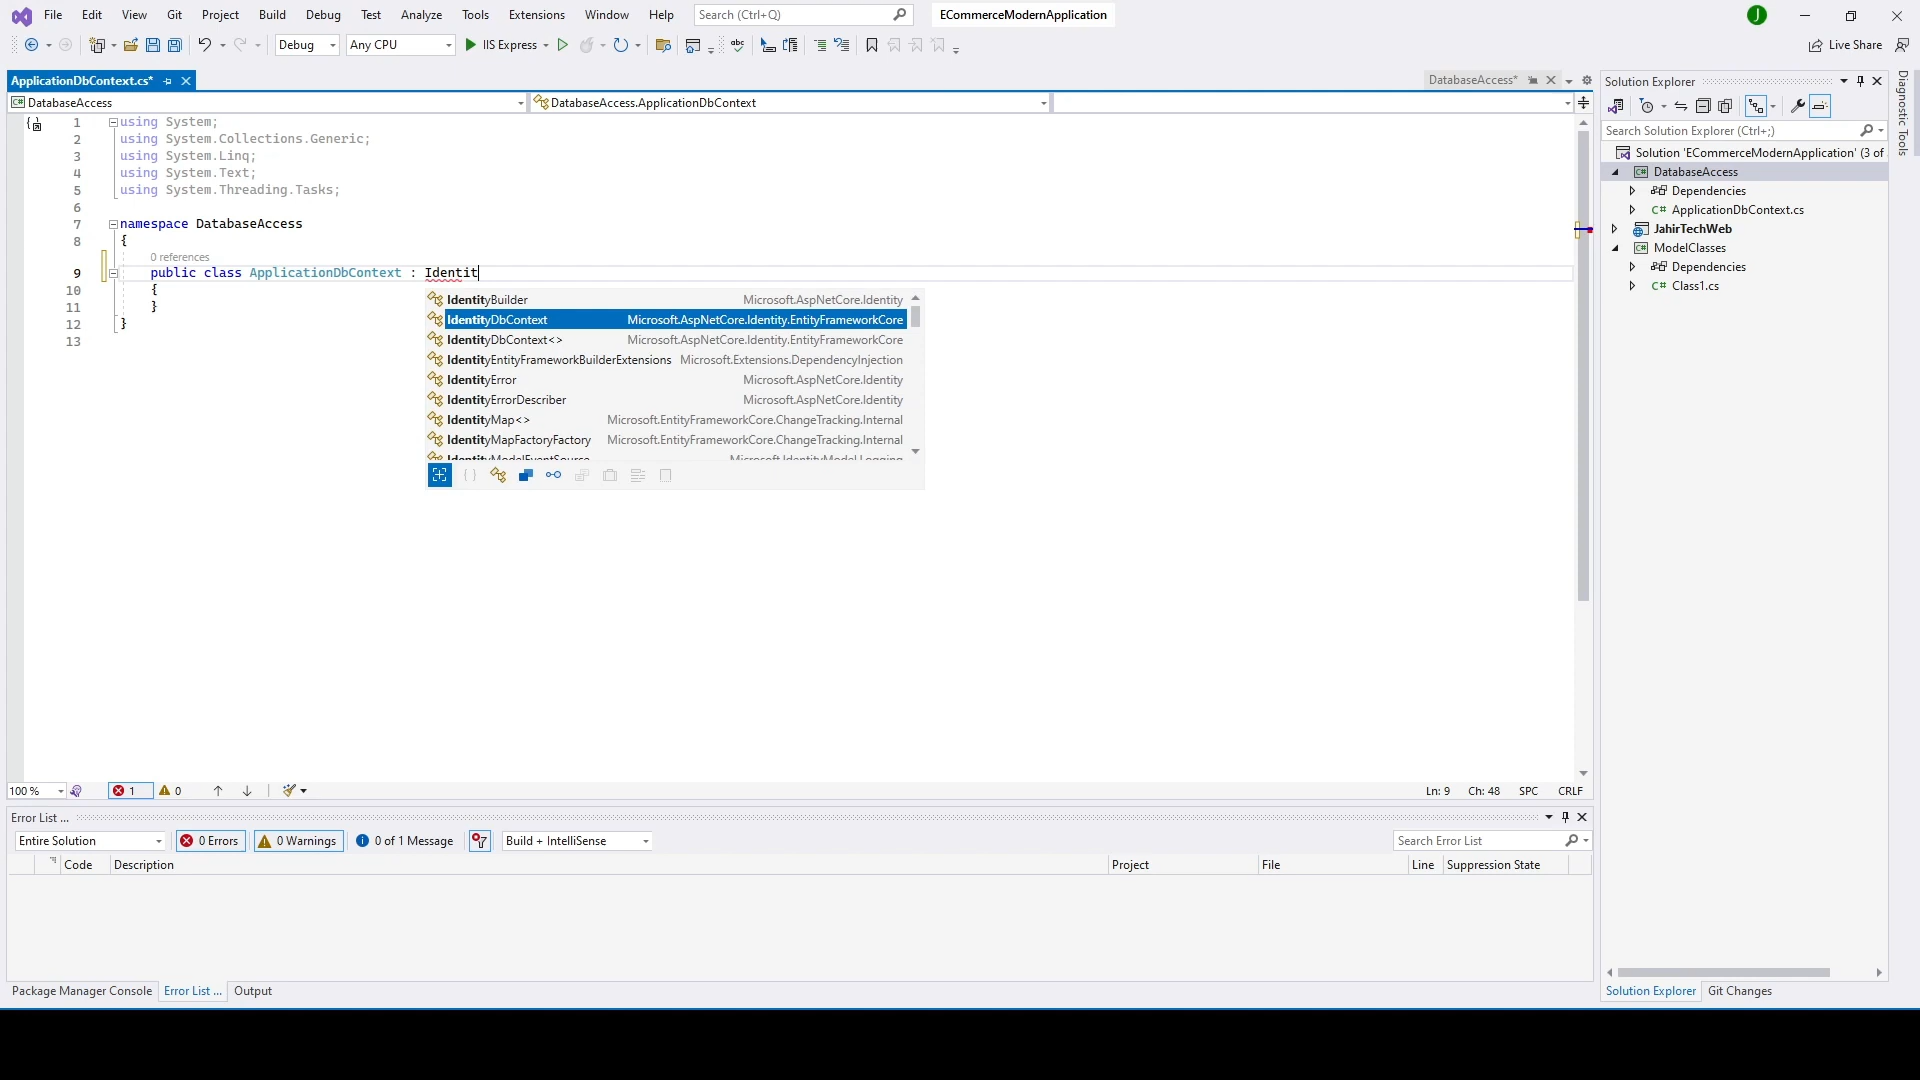 File Edit View Git Project Build Debug Test Analyze Tools Extensions Window Help Search (Ctrl+Q) ECommerceModernApplication J
Debug Any CPU IIS Express Live Share
ApplicationDbContext.cs* DatabaseAccess*
DatabaseAccess DatabaseAccess.ApplicationDbContext
1 using System;
2 using System.Collections.Generic;
3 using System.Linq;
4 using System.Text;
5 using System.Threading.Tasks;
6
7 namespace DatabaseAccess
8 {
0 references
9 public class ApplicationDbContext : Identit
10 {
11 }
12 }
13
IdentityBuilder Microsoft.AspNetCore.Identity
IdentityDbContext Microsoft.AspNetCore.Identity.EntityFrameworkCore
IdentityDbContext<> Microsoft.AspNetCore.Identity.EntityFrameworkCore
IdentityEntityFrameworkBuilderExtensions Microsoft.Extensions.DependencyInjection
IdentityError Microsoft.AspNetCore.Identity
IdentityErrorDescriber Microsoft.AspNetCore.Identity
IdentityMap<> Microsoft.EntityFrameworkCore.ChangeTracking.Internal
IdentityMapFactoryFactory Microsoft.EntityFrameworkCore.ChangeTracking.Internal
IdentityModelEventSource Microsoft.IdentityModel.Logging
Solution Explorer
Search Solution Explorer (Ctrl+;)
Solution 'ECommerceModernApplication' (3 of
DatabaseAccess
Dependencies
C# ApplicationDbContext.cs
JahirTechWeb
ModelClasses
Dependencies
C# Class1.cs
Diagnostic Tools
100 % 1 0 Ln: 9 Ch: 48 SPC CRLF
Error List ...
Entire Solution 0 Errors 0 Warnings 0 of 1 Message Build + IntelliSense Search Error List
Code Description Project File Line Suppression State
Package Manager Console Error List ... Output
Solution Explorer Git Changes